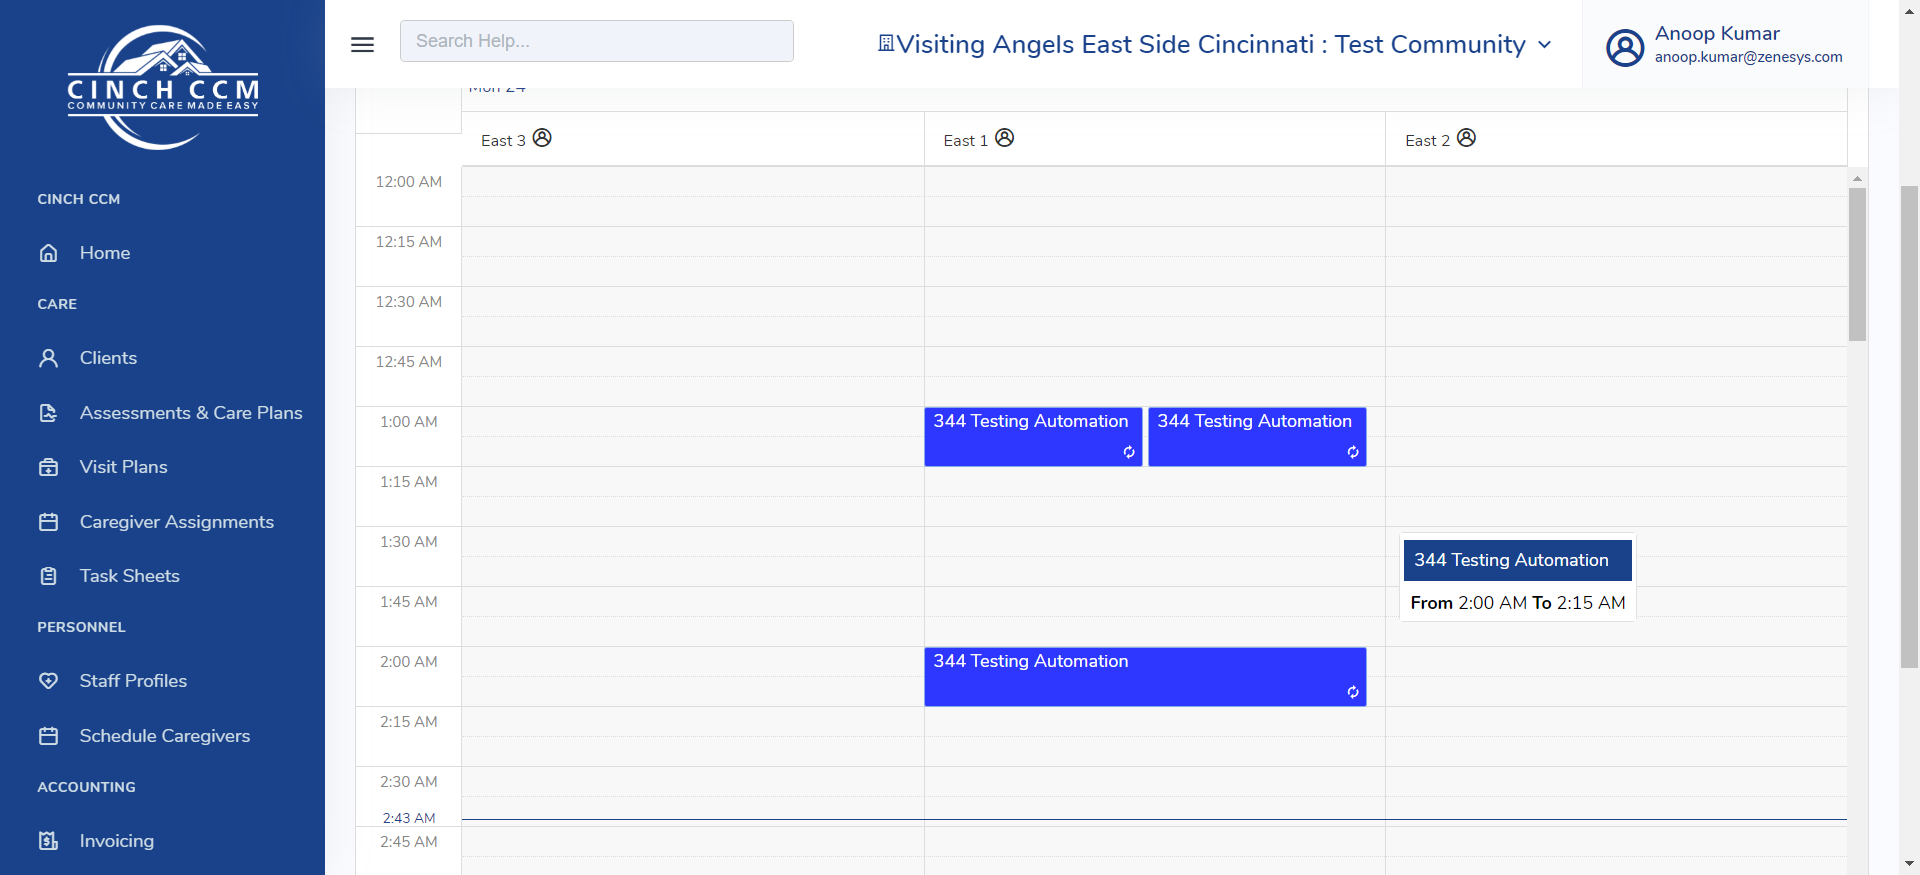 CINCH CCM
COMMUNITY CARE MADE EASY
CINCH CCM
Home
CARE
Clients
Assessments & Care Plans
Visit Plans
Caregiver Assignments
Task Sheets
PERSONNEL
Staff Profiles
Schedule Caregivers
ACCOUNTING
Invoicing
Search Help...
Visiting Angels East Side Cincinnati : Test Community
Anoop Kumar
anoop.kumar@zenesys.com
Mon 24
East 3
East 1
East 2
12:00 AM
12:15 AM
12:30 AM
12:45 AM
1:00 AM
344 Testing Automation
344 Testing Automation
1:15 AM
1:30 AM
344 Testing Automation
1:45 AM
From 2:00 AM To 2:15 AM
2:00 AM
344 Testing Automation
2:15 AM
2:30 AM
2:43 AM
2:45 AM